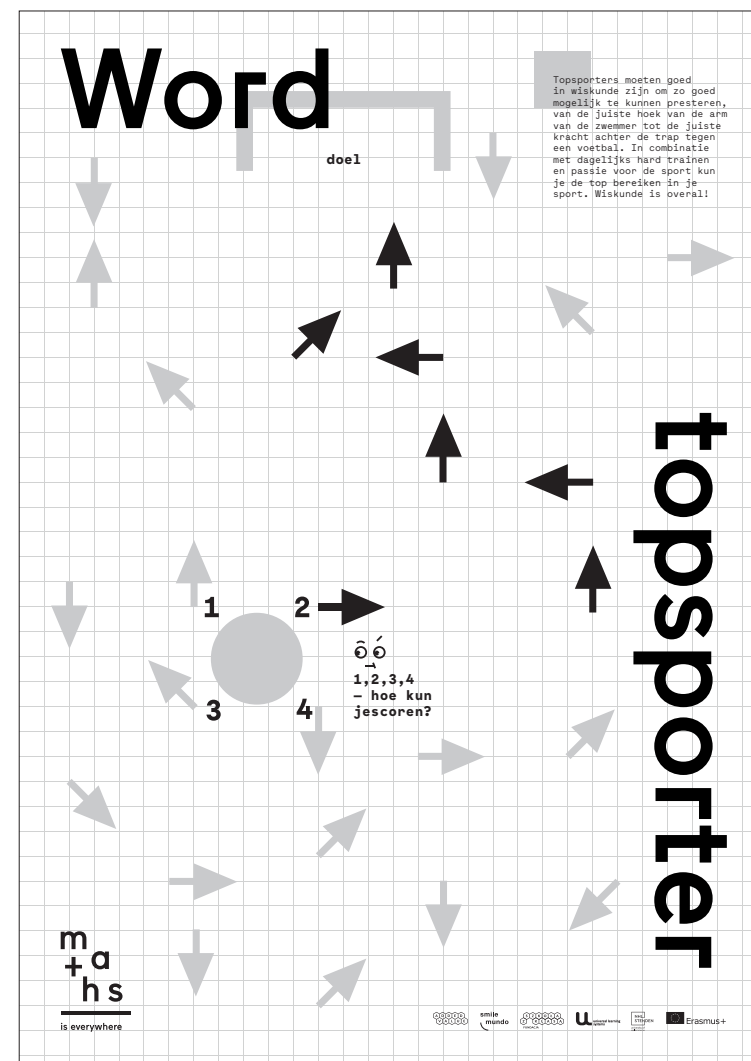 Word
topsporter
doel
Topsporters moeten goed
in wiskunde zijn om zo goed
mogelijk te kunnen presteren,
van de juiste hoek van de arm
van de zwemmer tot de juiste
kracht achter de trap tegen
een voetbal. In combinatie
met dagelijks hard trainen
en passie voor de sport kun
je de top bereiken in je
sport. Wiskunde is overal!
1
2
3
4
1,2,3,4
– hoe kun
jescoren?
m
+ a
h s
is everywhere
smile
mundo
universal learning
systems
Erasmus+